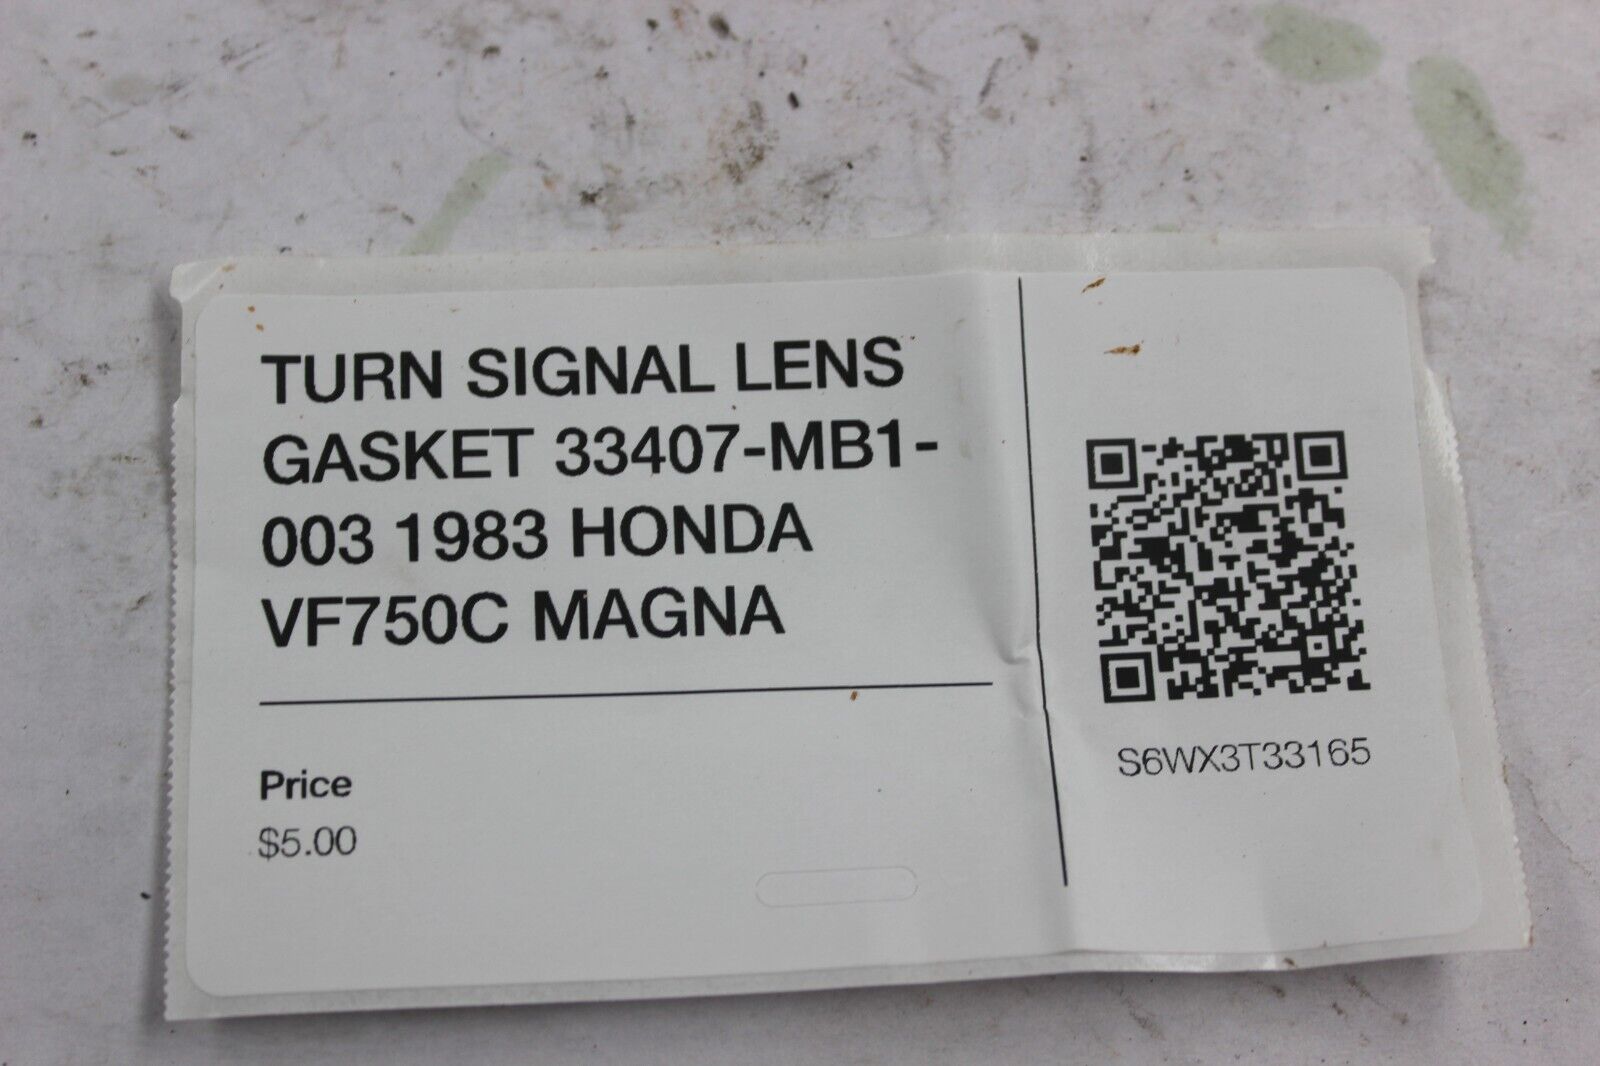 TURN SIGNAL LENS
GASKET 33407-MB1-
003 1983 HONDA
VF750C MAGNA
Price
$5.00
S6WX3T33165